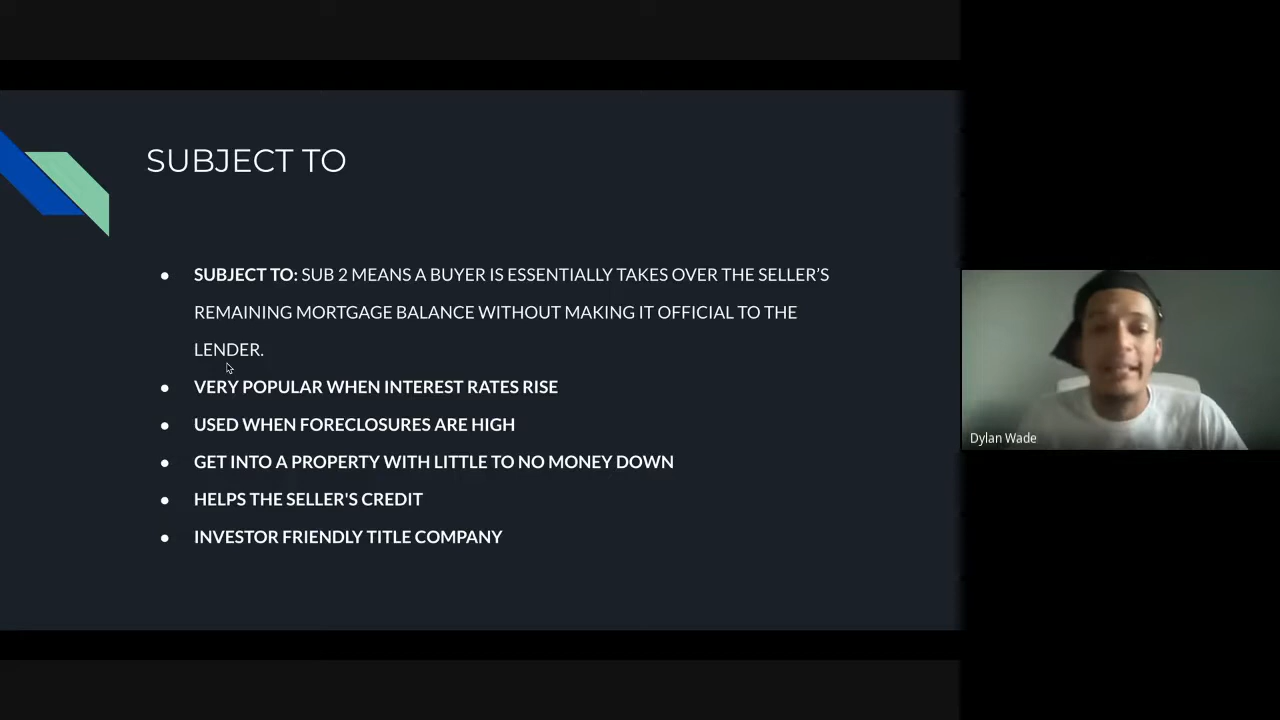 SUBJECT TO
● SUBJECT TO: SUB 2 MEANS A BUYER IS ESSENTIALLY TAKES OVER THE SELLER’S
REMAINING MORTGAGE BALANCE WITHOUT MAKING IT OFFICIAL TO THE
LENDER.
● VERY POPULAR WHEN INTEREST RATES RISE
● USED WHEN FORECLOSURES ARE HIGH
● GET INTO A PROPERTY WITH LITTLE TO NO MONEY DOWN
● HELPS THE SELLER'S CREDIT
● INVESTOR FRIENDLY TITLE COMPANY
Dylan Wade